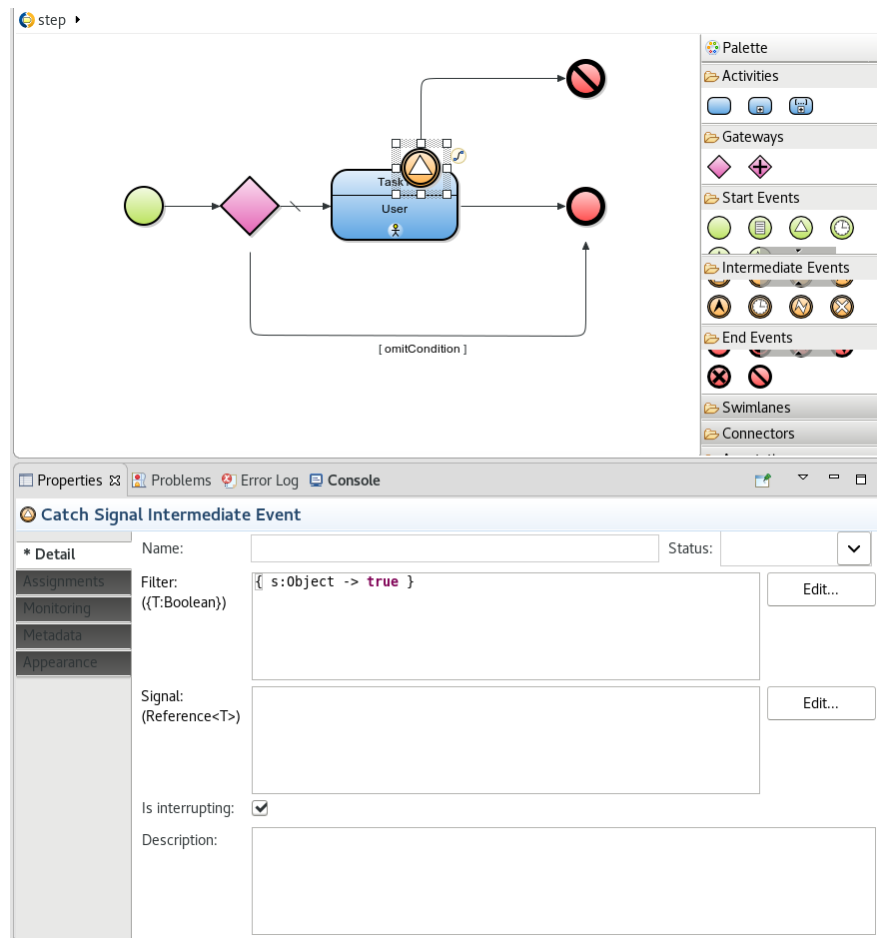 step
Palette
Activities
Gateways
Start Events
Intermediate Events
End Events
Swimlanes
Connectors
Task
User
[ omitCondition ]
Properties Problems Error Log Console
Catch Signal Intermediate Event
* Detail
Assignments
Monitoring
Metadata
Appearance
Name:
Status:
Filter:
({T:Boolean})
{ s:Object -> true }
Edit...
Signal:
(Reference<T>)
Edit...
Is interrupting:
Description: